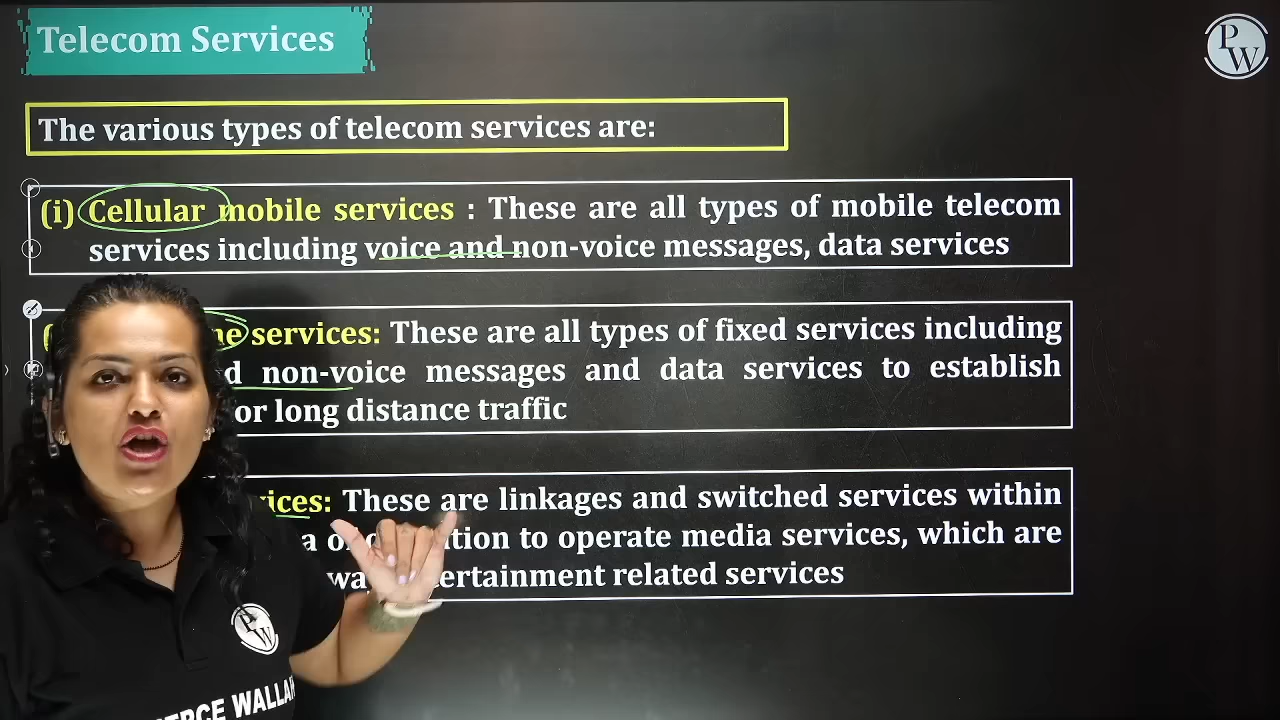 Telecom Services
PW
The various types of telecom services are:
(i) Cellular mobile services : These are all types of mobile telecom
services including voice and non-voice messages, data services
services: These are all types of fixed services including
non-voice messages and data services to establish
or long distance traffic
These are linkages and switched services within
a to operate media services, which are
related services
PW